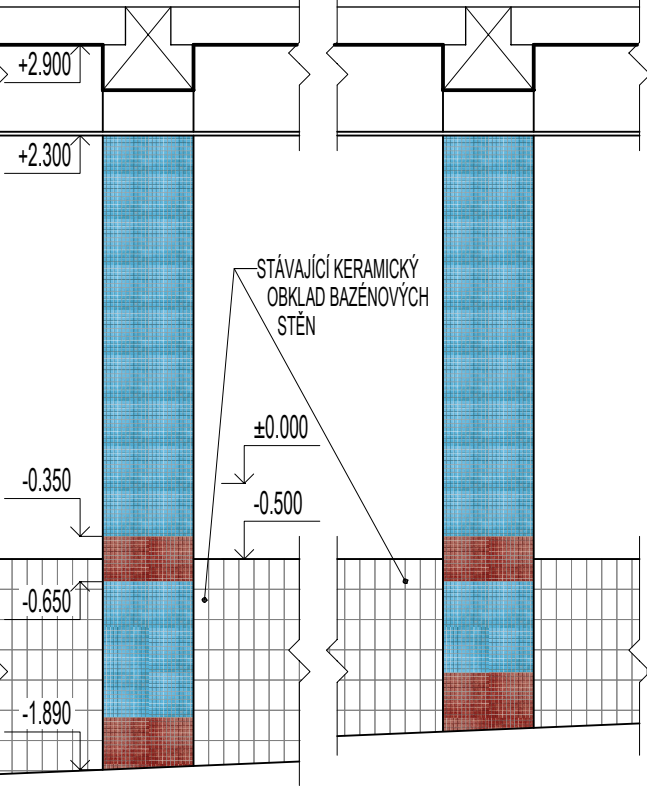 +2.900
+2.300
STÁVAJÍCÍ KERAMICKÝ
OBKLAD BAZÉNOVÝCH
STĚN
±0.000
-0.350
-0.500
-0.650
-1.890